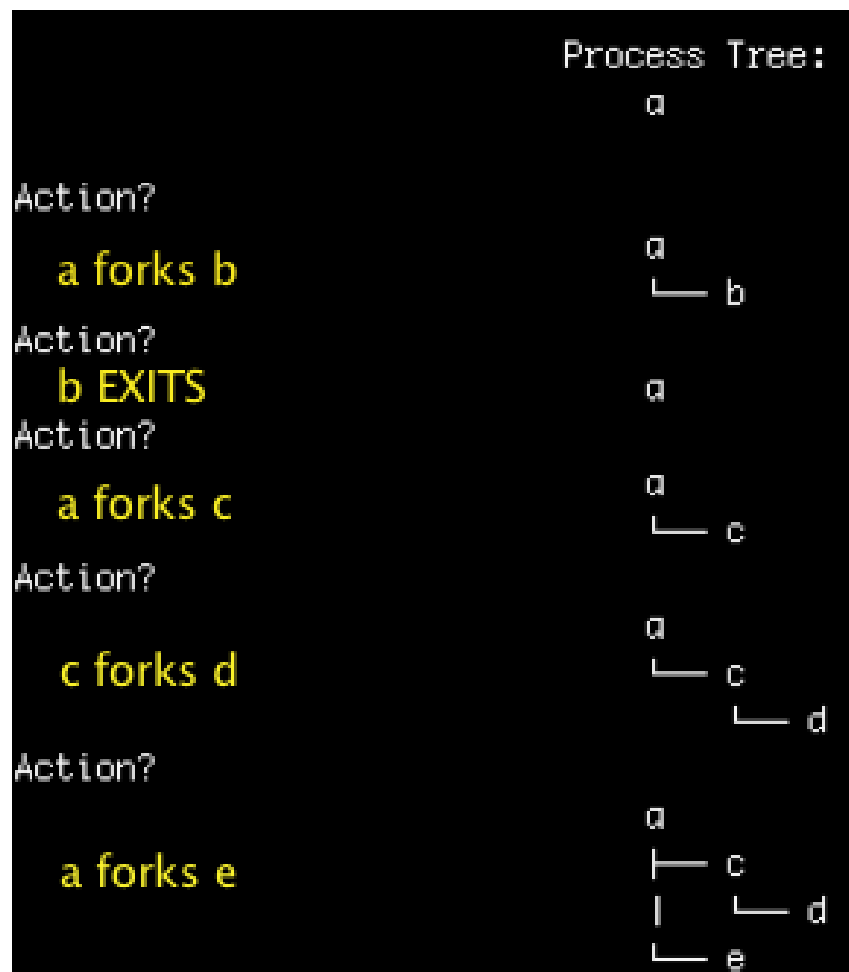 Process Tree:
a
Action?
a forks b
a
└── b
Action?
b EXITS
a
Action?
a forks c
a
└── c
Action?
c forks d
a
└── c
└── d
Action?
a forks e
a
├── c
|   └── d
└── e